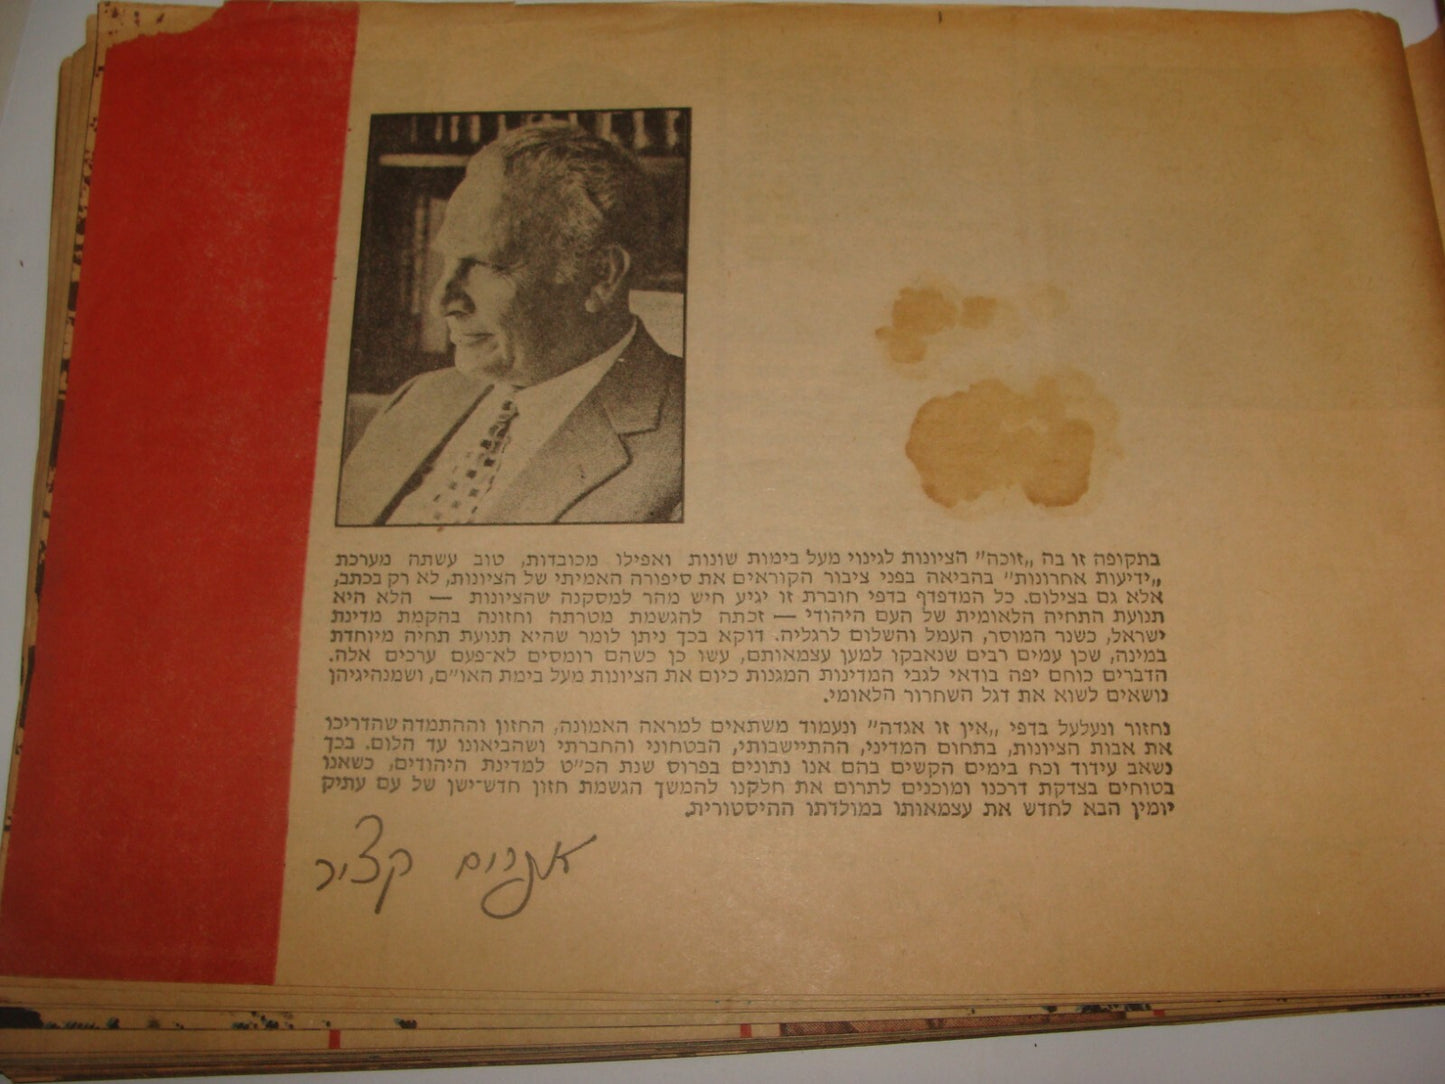 בתקופה זו בה „זוכה” הציונות לגינוי מעל בימות שונות ואפילו מכובדות, טוב עשתה מערכת
„ידיעות אחרונות” בהביאה בפני ציבור הקוראים את סיפורה האמיתי של הציונות, לא רק בכתב,
אלא גם בצילום. כל המדפדף בדפי חוברת זו יגיע חיש מהר למסקנה שהציונות — הלא היא
תנועת התחיה הלאומית של העם היהודי — זכתה להגשמת מטרתה וחזונה בהקמת מדינת
ישראל, כשנר המוסר, העמל והשלום לרגליה. דוקא בכך ניתן לומר שהיא תנועת תחיה מיוחדת
במינה, שכן עמים רבים שנאבקו למען עצמאותם, עשו כן כשהם רומסים לא־פעם ערכים אלה.
הדברים כוחם יפה בודאי לגבי המדינות המגנות כיום את הציונות מעל בימת האו״ם, ושמנהיגיהן
נושאים לשוא את דגל השחרור הלאומי.
נחזור ונעלעל בדפי „אין זו אגדה” ונעמוד משתאים למראה האמונה, החזון וההתמדה שהדריכו
את אבות הציונות, בתחום המדיני, ההתיישבותי, הבטחוני והחברתי ושהביאונו עד הלום. בכך
נשאב עידוד וכח בימים הקשים בהם אנו נתונים בפרוס שנת הכ״ט למדינת היהודים, כשאנו
בטוחים בצדקת דרכנו ומוכנים לתרום את חלקנו להמשך הגשמת חזון חדש־ישן של עם עתיק
יומין הבא לחדש את עצמאותו במולדתו ההיסטורית.
אפרים קציר